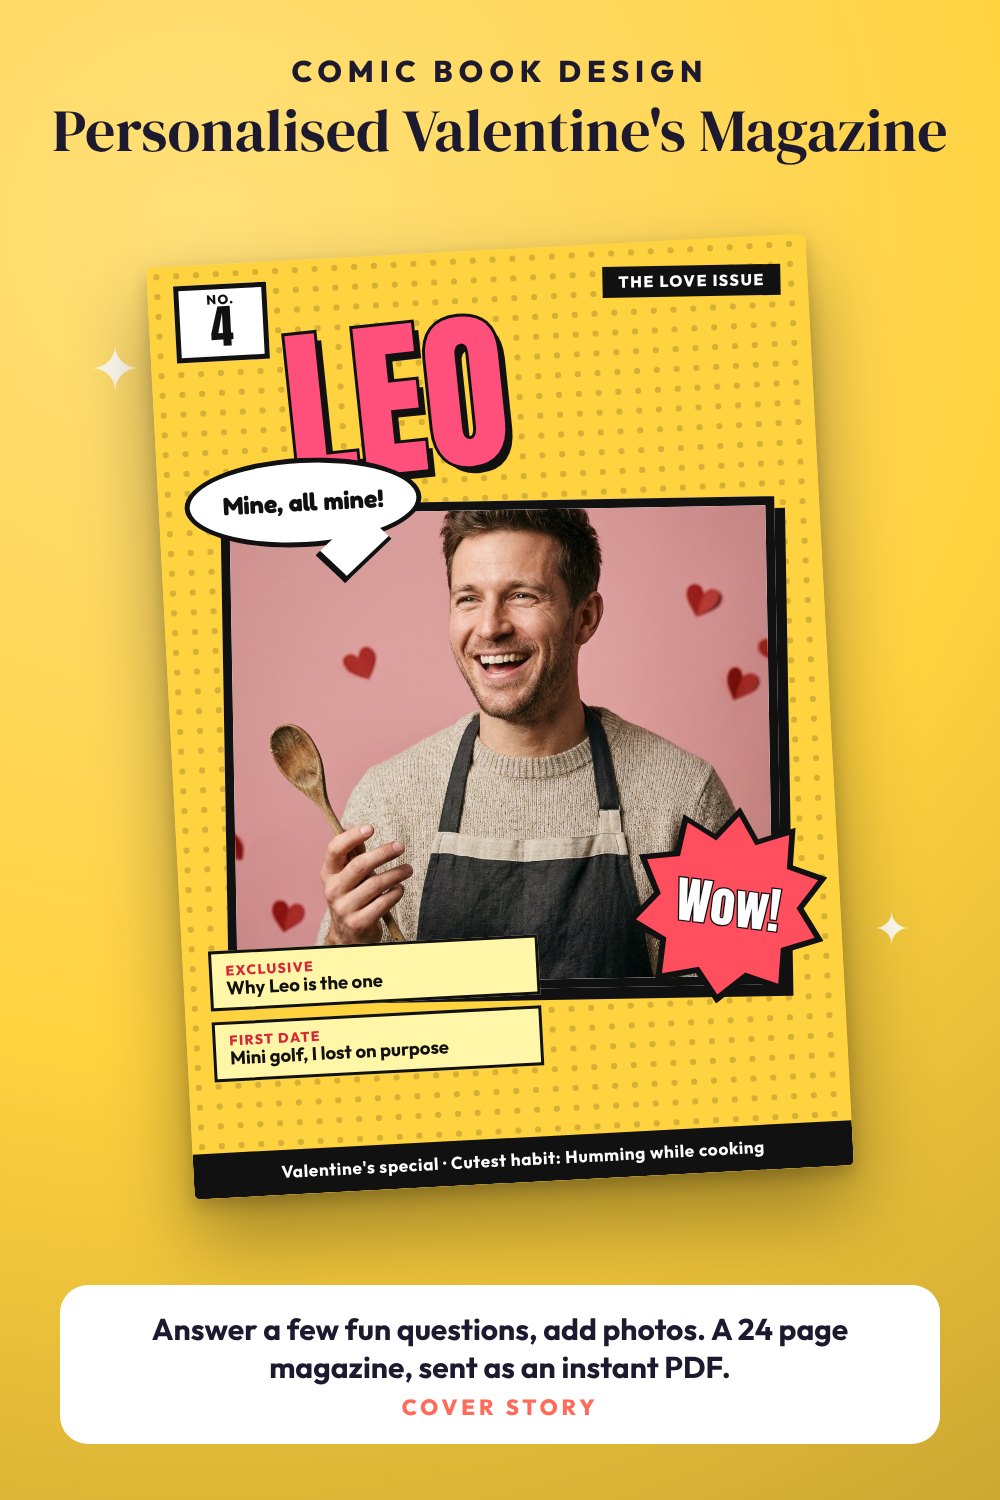 COMIC BOOK DESIGN
Personalised Valentine's Magazine
NO.
4
THE LOVE ISSUE
LEO
Mine, all mine!
Wow!
EXCLUSIVE
Why Leo is the one
FIRST DATE
Mini golf, I lost on purpose
Valentine's special · Cutest habit: Humming while cooking
Answer a few fun questions, add photos. A 24 page
magazine, sent as an instant PDF.
COVER STORY